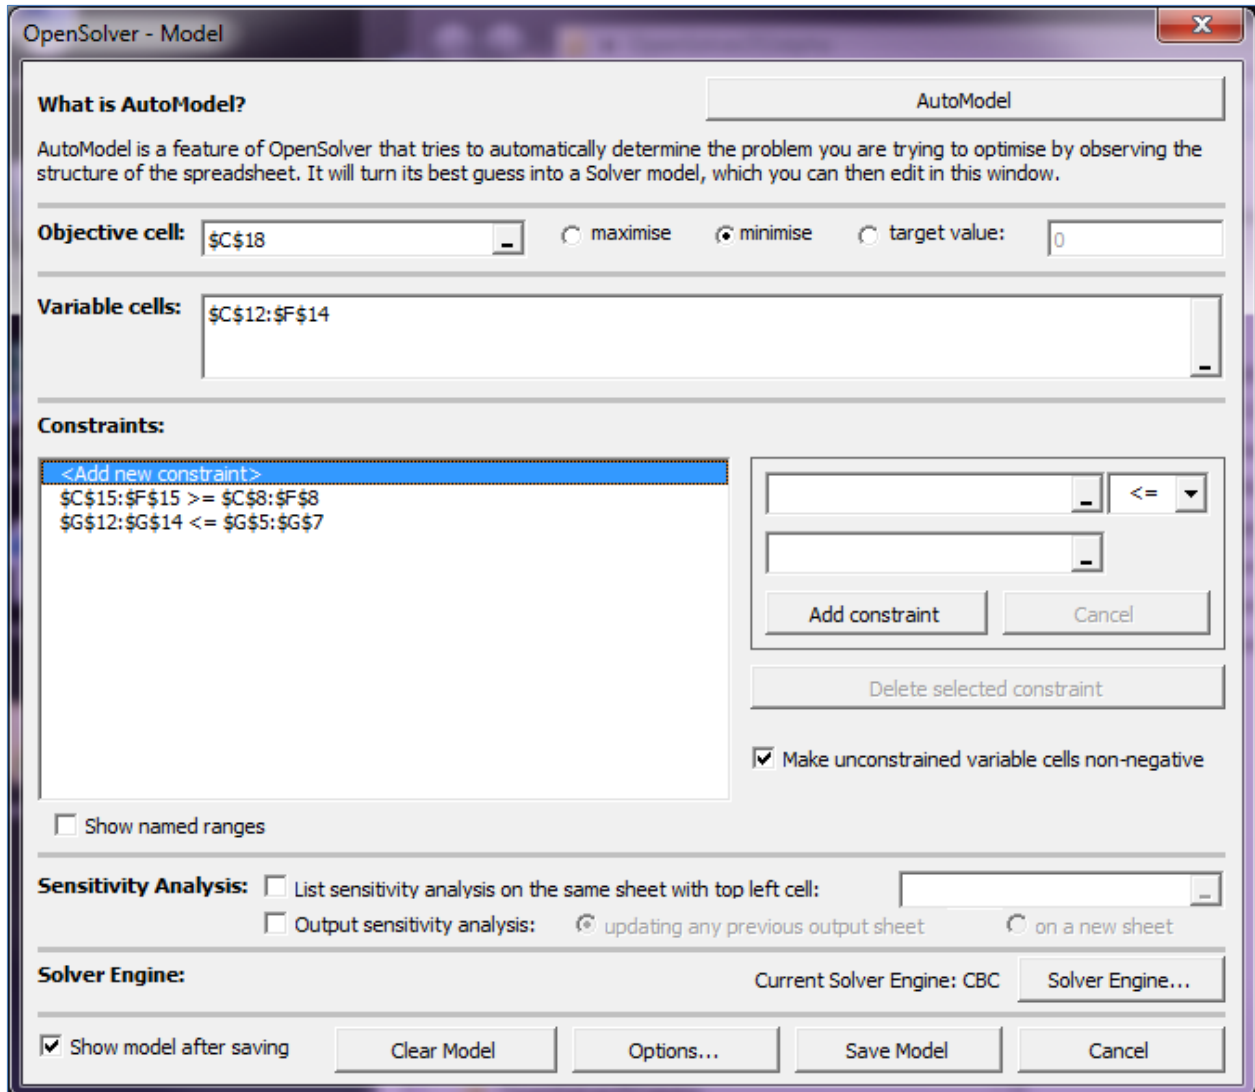 OpenSolver - Model
X
What is AutoModel?
AutoModel
AutoModel is a feature of OpenSolver that tries to automatically determine the problem you are trying to optimise by observing the
structure of the spreadsheet. It will turn its best guess into a Solver model, which you can then edit in this window.
Objective cell: $C$18 _ maximise minimise target value: 0
Variable cells: $C$12:$F$14
_
Constraints:
<Add new constraint>
$C$15:$F$15 >= $C$8:$F$8
$G$12:$G$14 <= $G$5:$G$7
_ <=
_
Add constraint Cancel
Delete selected constraint
Make unconstrained variable cells non-negative
Show named ranges
Sensitivity Analysis: List sensitivity analysis on the same sheet with top left cell: _
Output sensitivity analysis: updating any previous output sheet on a new sheet
Solver Engine: Current Solver Engine: CBC Solver Engine...
Show model after saving Clear Model Options... Save Model Cancel